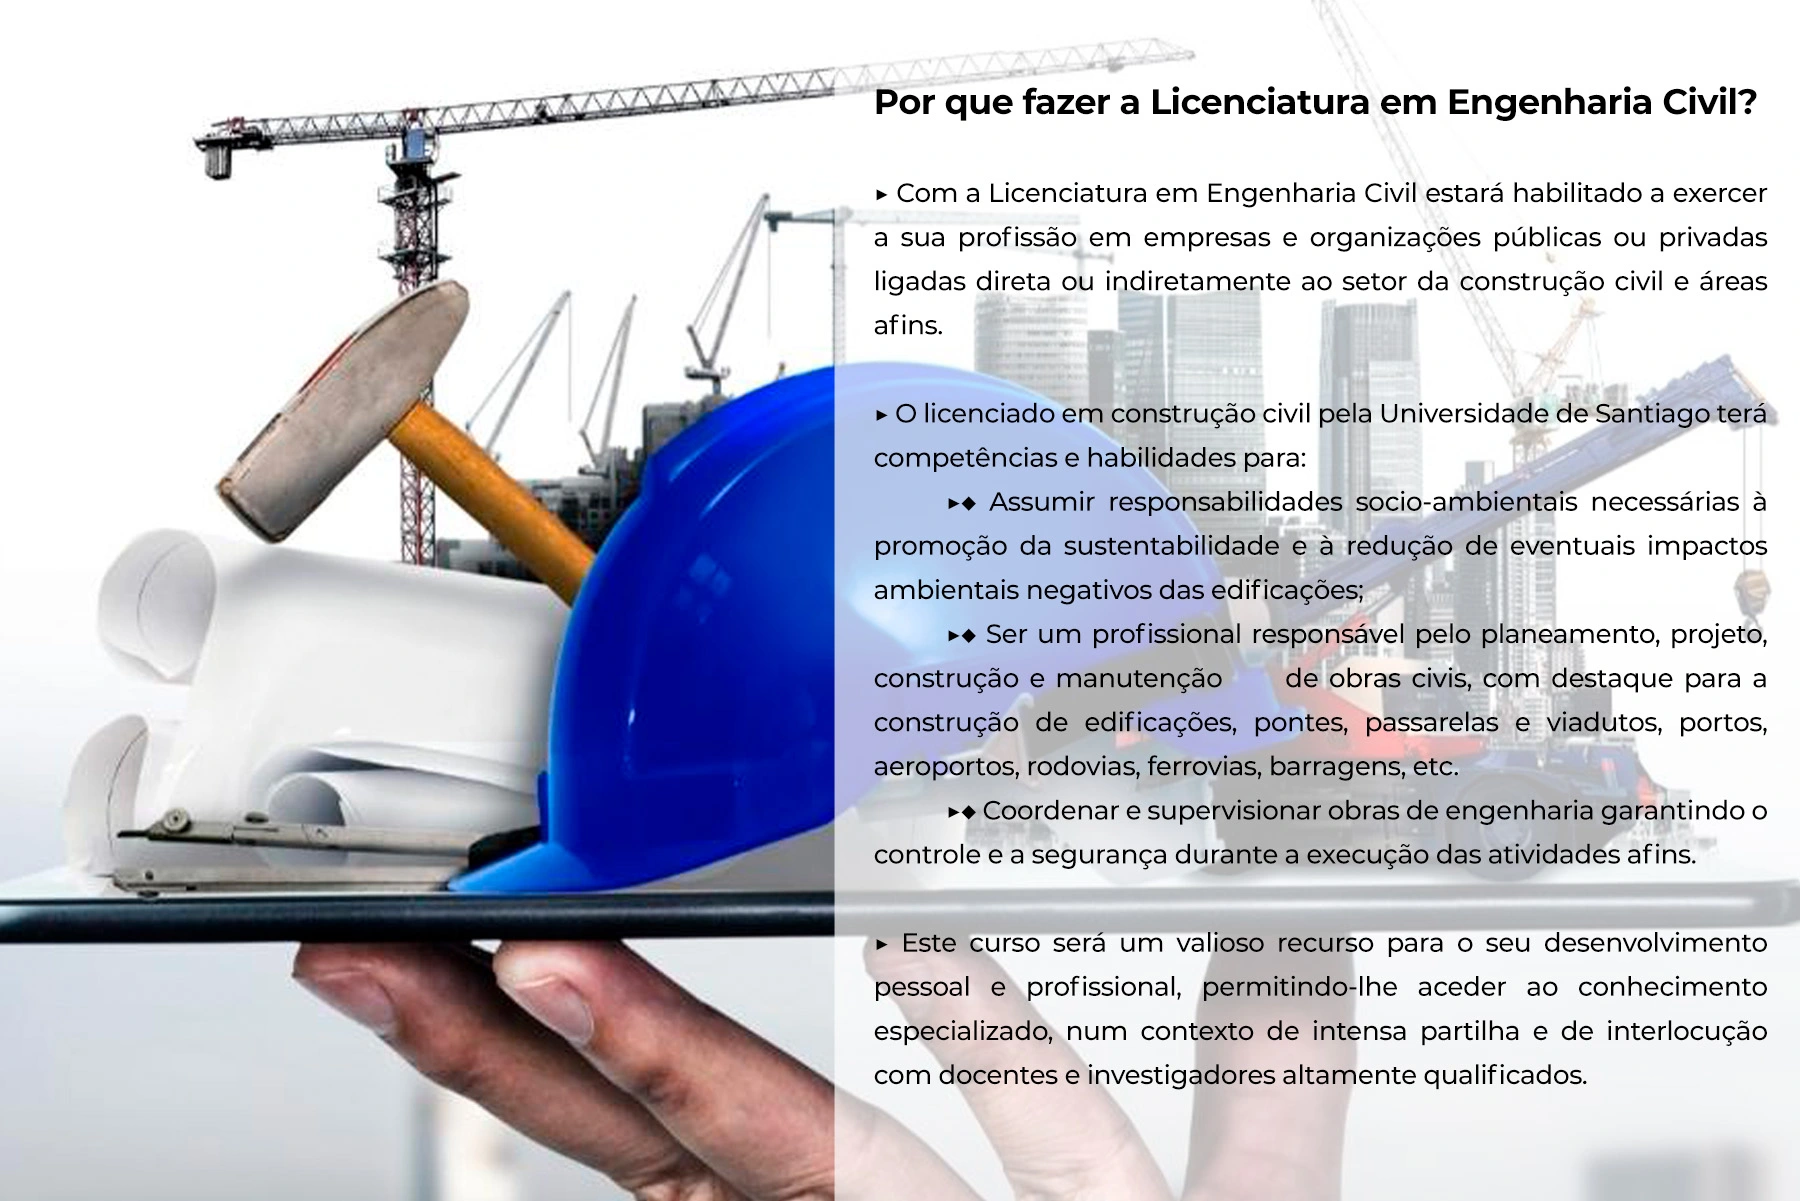 Por que fazer a Licenciatura em Engenharia Civil?
▸ Com a Licenciatura em Engenharia Civil estará habilitado a exercer
a sua profissão em empresas e organizações públicas ou privadas
ligadas direta ou indiretamente ao setor da construção civil e áreas
afins.
▸ O licenciado em construção civil pela Universidade de Santiago terá
competências e habilidades para:
▸◆ Assumir responsabilidades socio-ambientais necessárias à
promoção da sustentabilidade e à redução de eventuais impactos
ambientais negativos das edificações;
▸◆ Ser um profissional responsável pelo planeamento, projeto,
construção e manutenção de obras civis, com destaque para a
construção de edificações, pontes, passarelas e viadutos, portos,
aeroportos, rodovias, ferrovias, barragens, etc.
▸◆ Coordenar e supervisionar obras de engenharia garantindo o
controle e a segurança durante a execução das atividades afins.
▸ Este curso será um valioso recurso para o seu desenvolvimento
pessoal e profissional, permitindo-lhe aceder ao conhecimento
especializado, num contexto de intensa partilha e de interlocução
com docentes e investigadores altamente qualificados.